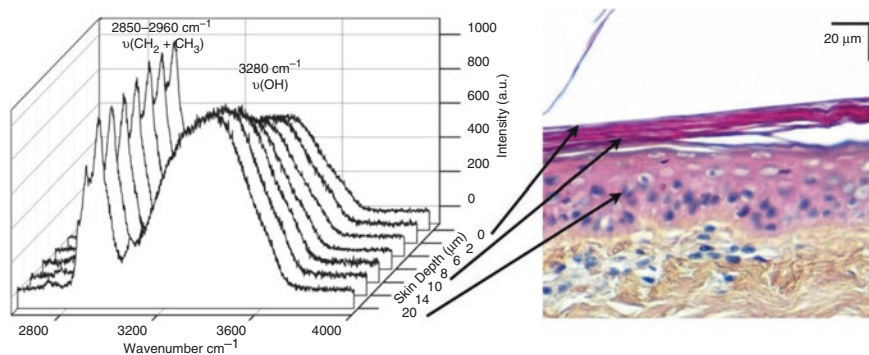 2850–2960 cm⁻¹
υ(CH₂ + CH₃)
3280 cm⁻¹
υ(OH)
1000
800
600
400
200
0
Intensity (a.u.)
0
2
6
8
10
14
20
Skin Depth (μm)
2800
3200
3600
4000
Wavenumber cm⁻¹
20 μm